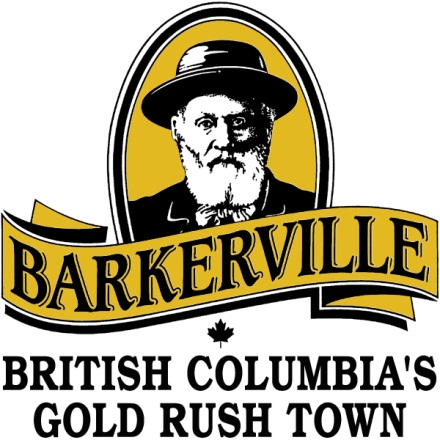 BARKERVILLE
BRITISH COLUMBIA'S
GOLD RUSH TOWN